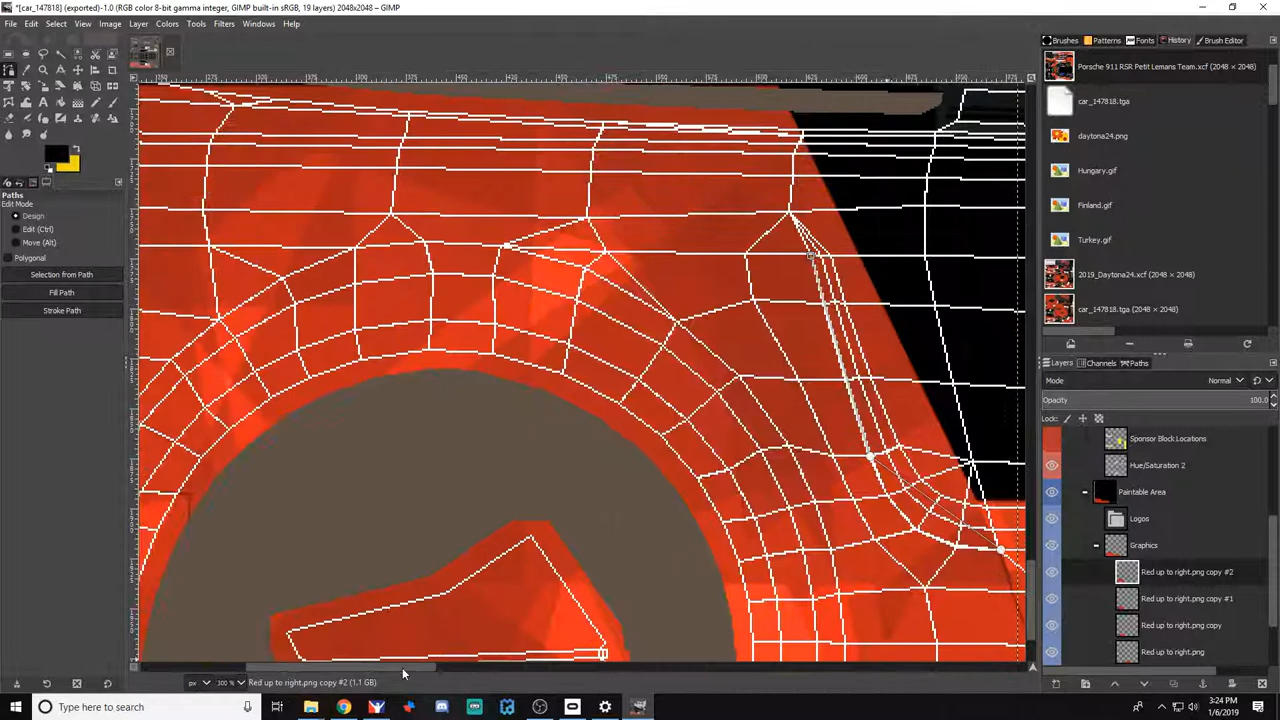 *[car_147818] (exported)-1.0 (RGB color 8-bit gamma integer, GIMP built-in sRGB, 19 layers) 2048x2048 – GIMP
File Edit Select View Image Layer Colors Tools Filters Windows Help
Brushes Patterns Fonts History Brush Editor
Porsche 911 RSR Petit Lemans Team.xcf (2048 × 2048)
car_147818.tga
daytona24.png
Hungary.gif
Finland.gif
Turkey.gif
2019_Daytona24.xcf (2048 × 2048)
car_147818.tga (2048 × 2048)
Paths
Edit Mode
Design
Edit (Ctrl)
Move (Alt)
Polygonal
Selection from Path
Fill Path
Stroke Path
Layers Channels Paths
Mode Normal
Opacity 100.0
Lock:
Sponsor Block Locations
Hue/Saturation 2
Paintable Area
Logos
Graphics
Red up to right.png copy #2
Red up to right.png copy #1
Red up to right.png copy
Red up to right.png
px 300 % Red up to right.png copy #2 (1.1 GB)
Type here to search
3:24 PM
1/6/2019